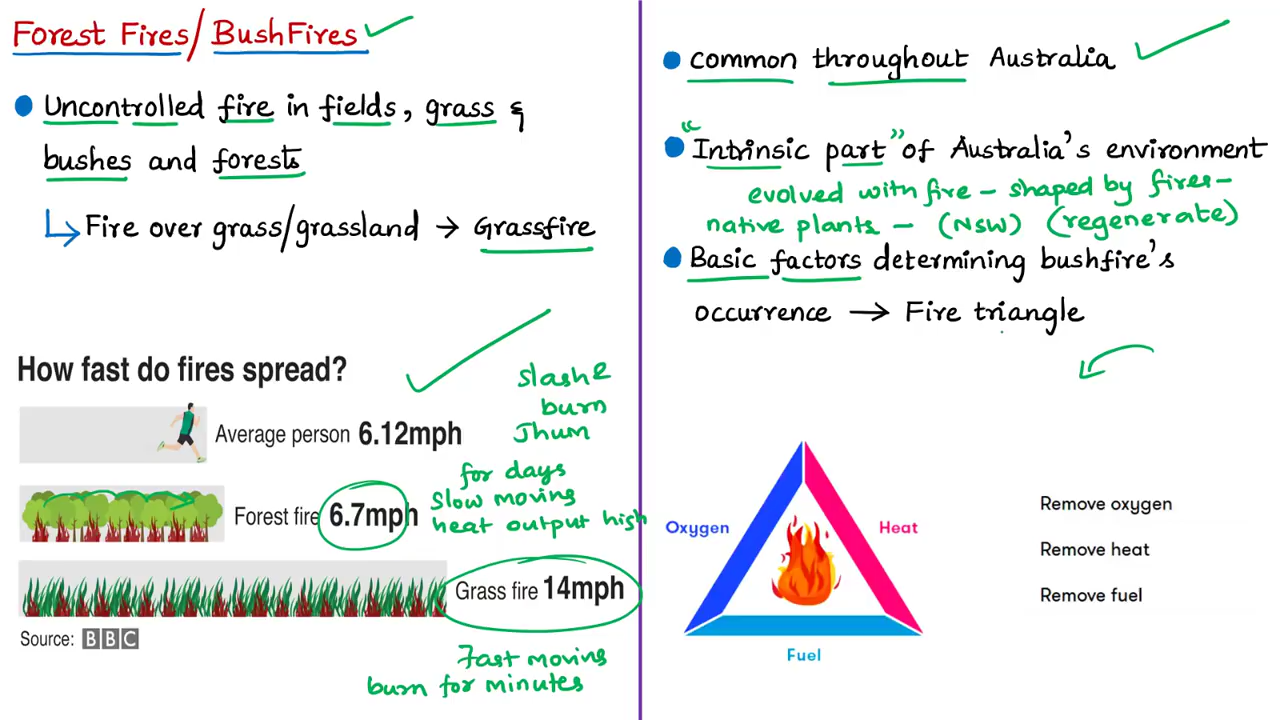 Forest Fires/BushFires
Uncontrolled fire in fields, grass &
bushes and forests
Fire over grass/grassland → Grassfire
How fast do fires spread?
Average person 6.12mph
Forest fire 6.7mph
Grass fire 14mph
Source: BBC
slash &
burn
Jhum
for days
Slow moving
heat output high
Fast moving
burn for minutes
common throughout Australia
"Intrinsic part" of Australia's environment
evolved with fire - shaped by fires -
native plants - (NSW) (regenerate)
Basic factors determining bushfire's
occurrence → Fire triangle
Oxygen
Heat
Fuel
Remove oxygen
Remove heat
Remove fuel